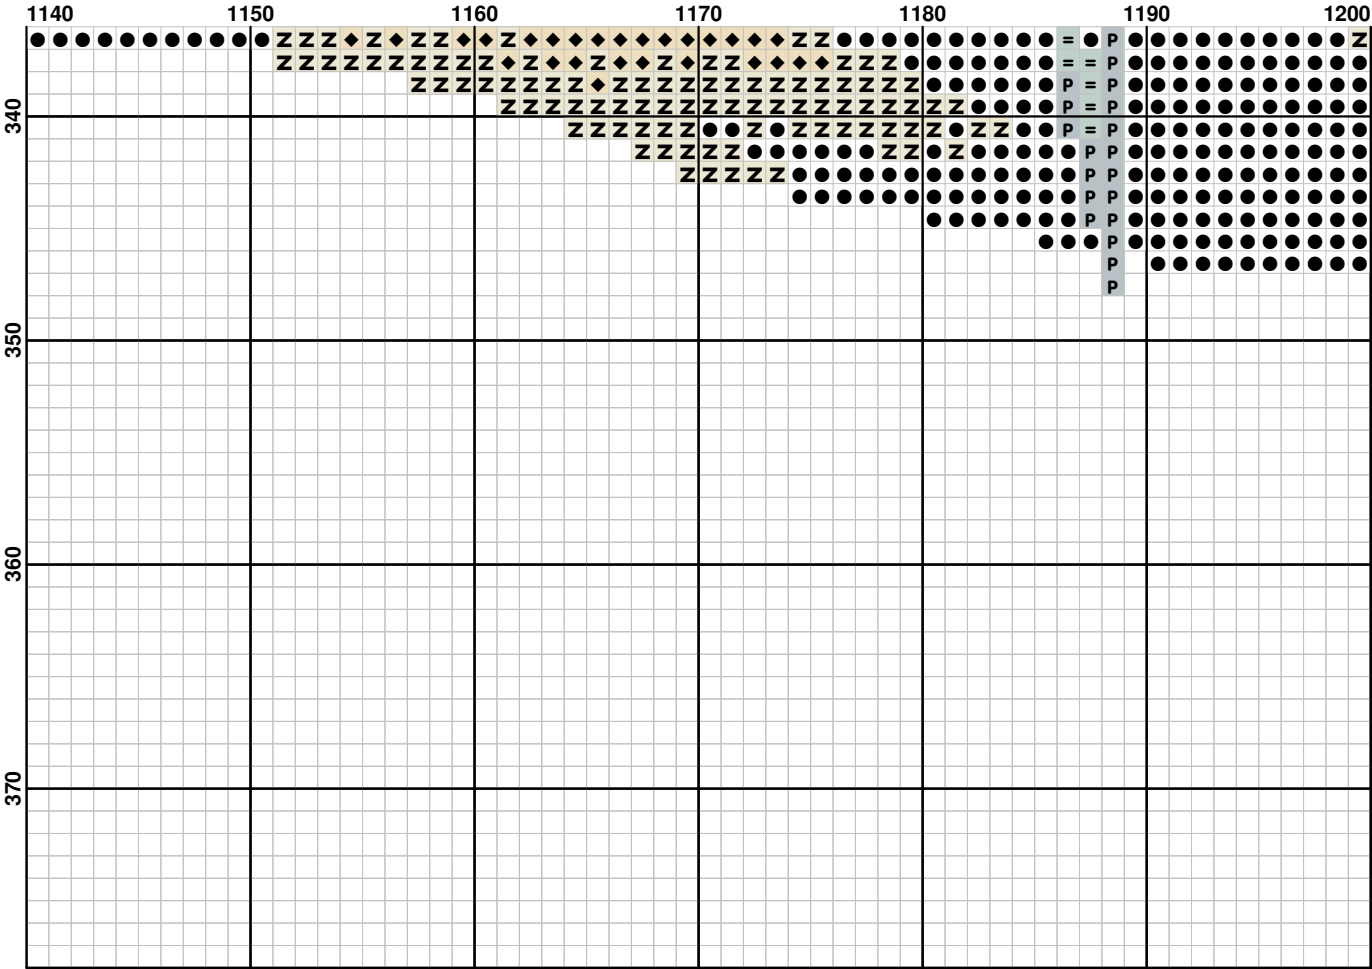 1140 1150 1160 1170 1180 1190 1200
● ● ● ● ● ● ● ● ● ● ● Z Z Z ◆ Z ◆ Z Z ◆ ◆ Z ◆ ◆ ◆ ◆ ◆ ◆ ◆ ◆ ◆ ◆ ◆ ◆ Z Z ● ● ● ● ● ● ● ● ● ● = ● P ● ● ● ● ● ● ● ● ● ● Z
Z Z Z Z Z Z Z Z Z Z ◆ Z ◆ ◆ Z ◆ ◆ Z ◆ Z Z ◆ ◆ ◆ ◆ Z Z Z ● ● ● ● ● ● ● = = P ● ● ● ● ● ● ● ● ● ● ●
Z Z Z Z Z Z Z Z ◆ Z Z Z Z Z Z Z Z Z Z Z Z Z Z ● ● ● ● ● ● P = P ● ● ● ● ● ● ● ● ● ● ●
340 Z Z Z Z Z Z Z Z Z Z Z Z Z Z Z Z Z Z Z Z Z ● ● ● ● P = P ● ● ● ● ● ● ● ● ● ● ●
Z Z Z Z Z Z ● ● Z ● Z Z Z Z Z Z Z ● Z Z ● ● P = P ● ● ● ● ● ● ● ● ● ● ●
Z Z Z Z Z ● ● ● ● ● ● Z Z ● Z ● ● ● ● ● P P ● ● ● ● ● ● ● ● ● ● ●
Z Z Z Z Z ● ● ● ● ● ● ● ● ● ● ● ● ● P P ● ● ● ● ● ● ● ● ● ● ●
● ● ● ● ● ● ● ● ● ● ● ● ● P P ● ● ● ● ● ● ● ● ● ● ●
● ● ● ● ● ● ● P P ● ● ● ● ● ● ● ● ● ● ●
● ● ● P ● ● ● ● ● ● ● ● ● ● ●
P ● ● ● ● ● ● ● ● ● ●
P
350
360
370